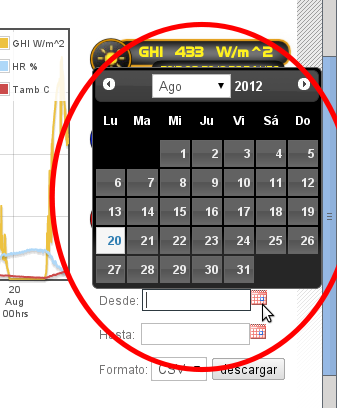 GHI W/m^2
HR %
Tamb C
20
Aug
00hrs
GHI 433 W/m^2
Ago 2012
Lu Ma Mi Ju Vi Sá Do
1 2 3 4 5
6 7 8 9 10 11 12
13 14 15 16 17 18 19
20 21 22 23 24 25 26
27 28 29 30 31
Desde:
Hasta:
Formato: CSV descargar